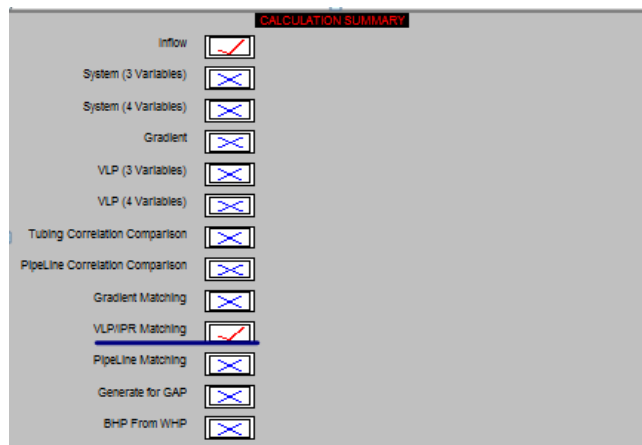 CALCULATION SUMMARY
Inflow
System (3 Variables)
System (4 Variables)
Gradient
VLP (3 Variables)
VLP (4 Variables)
Tubing Correlation Comparison
PipeLine Correlation Comparison
Gradient Matching
VLP/IPR Matching
PipeLine Matching
Generate for GAP
BHP From WHP